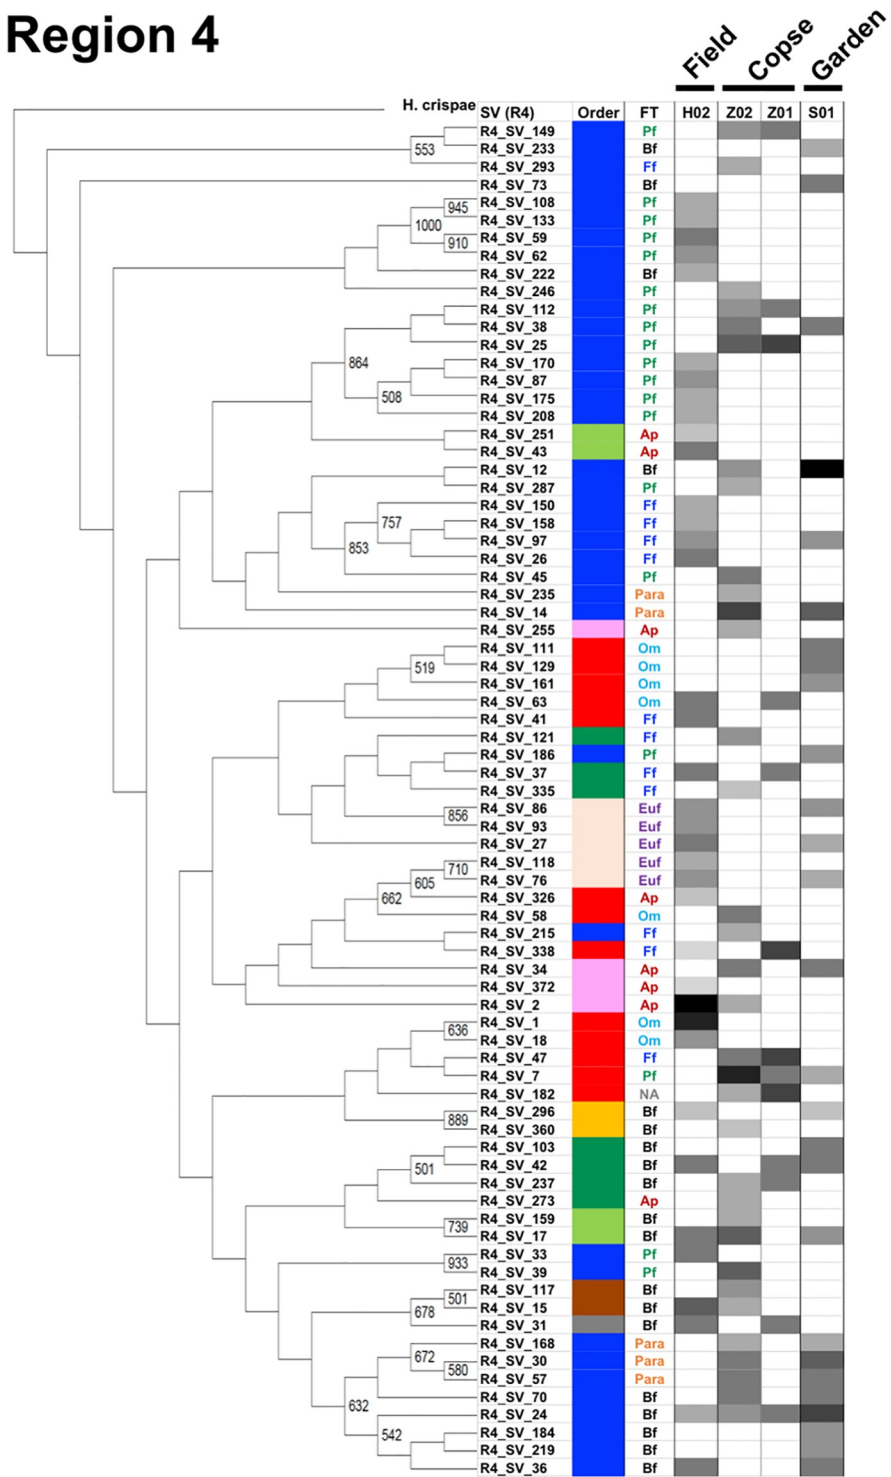 Region 4
Field Copse Garden
H. crispae SV (R4) Order FT H02 Z02 Z01 S01
R4_SV_149 Pf
553 R4_SV_233 Bf
R4_SV_293 Ff
R4_SV_73 Bf
945 R4_SV_108 Pf
1000 R4_SV_133 Pf
910 R4_SV_59 Pf
R4_SV_62 Pf
R4_SV_222 Bf
R4_SV_246 Pf
R4_SV_112 Pf
R4_SV_38 Pf
R4_SV_25 Pf
864 R4_SV_170 Pf
R4_SV_87 Pf
508 R4_SV_175 Pf
R4_SV_208 Pf
R4_SV_251 Ap
R4_SV_43 Ap
R4_SV_12 Bf
R4_SV_287 Pf
R4_SV_150 Ff
757 R4_SV_158 Ff
R4_SV_97 Ff
853 R4_SV_26 Ff
R4_SV_45 Pf
R4_SV_235 Para
R4_SV_14 Para
R4_SV_255 Ap
R4_SV_111 Om
519 R4_SV_129 Om
R4_SV_161 Om
R4_SV_63 Om
R4_SV_41 Ff
R4_SV_121 Ff
R4_SV_186 Pf
R4_SV_37 Ff
R4_SV_335 Ff
R4_SV_86 Euf
856 R4_SV_93 Euf
R4_SV_27 Euf
710 R4_SV_118 Euf
605 R4_SV_76 Euf
662 R4_SV_326 Ap
R4_SV_58 Om
R4_SV_215 Ff
R4_SV_338 Ff
R4_SV_34 Ap
R4_SV_372 Ap
R4_SV_2 Ap
R4_SV_1 Om
636 R4_SV_18 Om
R4_SV_47 Ff
R4_SV_7 Pf
R4_SV_182 NA
R4_SV_296 Bf
889 R4_SV_360 Bf
R4_SV_103 Bf
501 R4_SV_42 Bf
R4_SV_237 Bf
R4_SV_273 Ap
R4_SV_159 Bf
739 R4_SV_17 Bf
R4_SV_33 Pf
933 R4_SV_39 Pf
R4_SV_117 Bf
501 R4_SV_15 Bf
678 R4_SV_31 Bf
R4_SV_168 Para
672 R4_SV_30 Para
580 R4_SV_57 Para
R4_SV_70 Bf
632 R4_SV_24 Bf
542 R4_SV_184 Bf
R4_SV_219 Bf
R4_SV_36 Bf